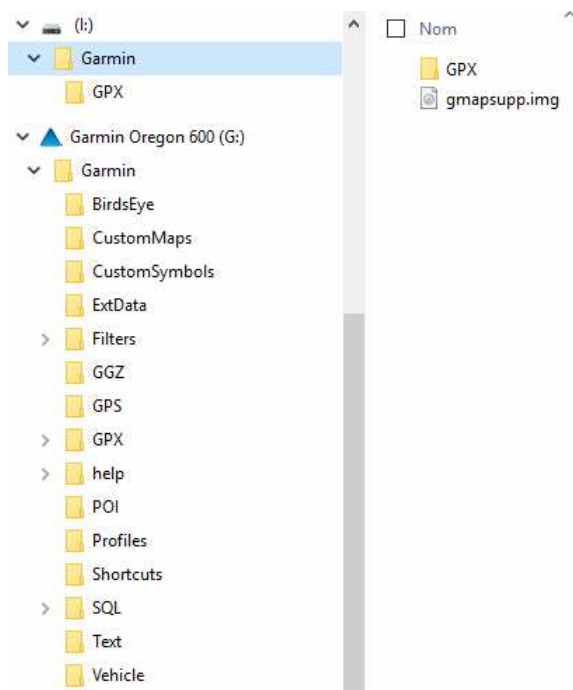 (I:)
Garmin
GPX
Garmin Oregon 600 (G:)
Garmin
BirdsEye
CustomMaps
CustomSymbols
ExtData
Filters
GGZ
GPS
GPX
help
POI
Profiles
Shortcuts
SQL
Text
Vehicle
Nom
GPX
gmapsupp.img